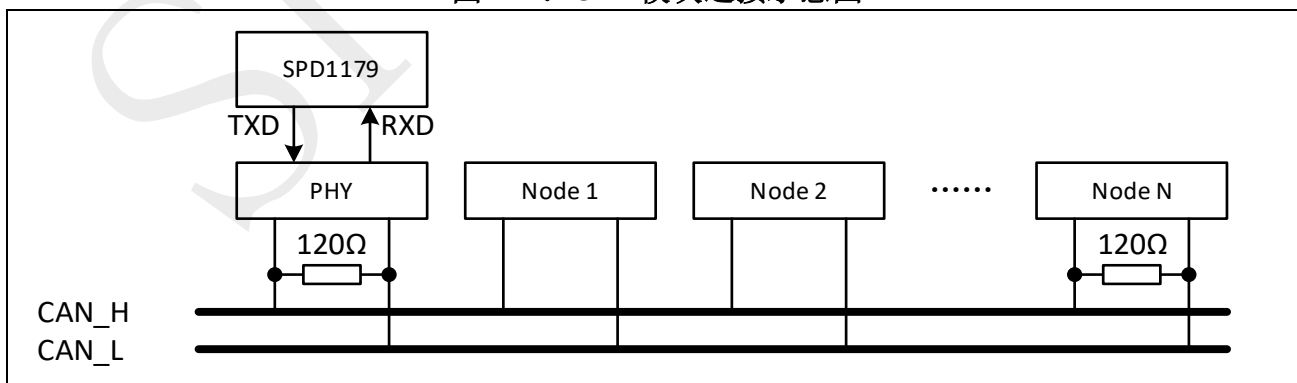 SPD1179
TXD
RXD
PHY
Node 1
Node 2
......
Node N
120Ω
120Ω
CAN_H
CAN_L